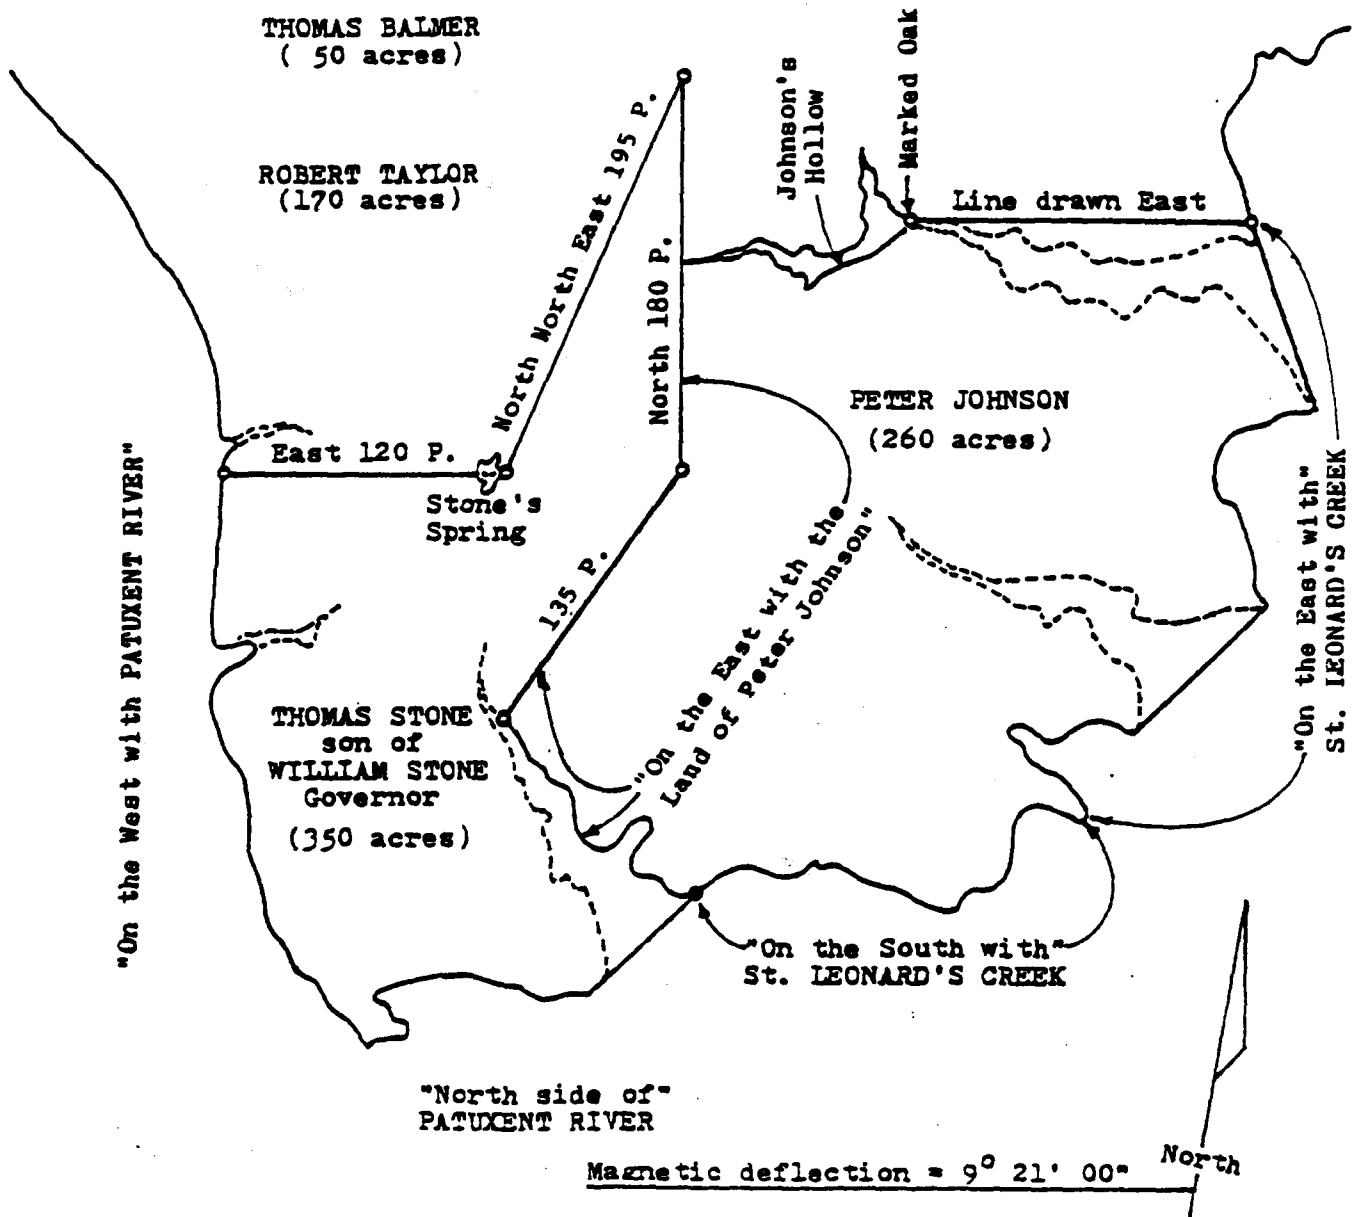 THOMAS BALMER
( 50 acres)
ROBERT TAYLOR
(170 acres)
North North East 195 P.
North 180 P.
Johnson's
Hollow
Marked Oak
Line drawn East
East 120 P.
Stone's
Spring
PETER JOHNSON
(260 acres)
135 P.
"On the West with PATUXENT RIVER"
THOMAS STONE
son of
WILLIAM STONE
Governor
(350 acres)
"On the East with the
Land of Peter Johnson"
"On the East with"
St. LEONARD'S CREEK
"On the South with"
St. LEONARD'S CREEK
"North side of"
PATUXENT RIVER
Magnetic deflection = 9° 21' 00"
North